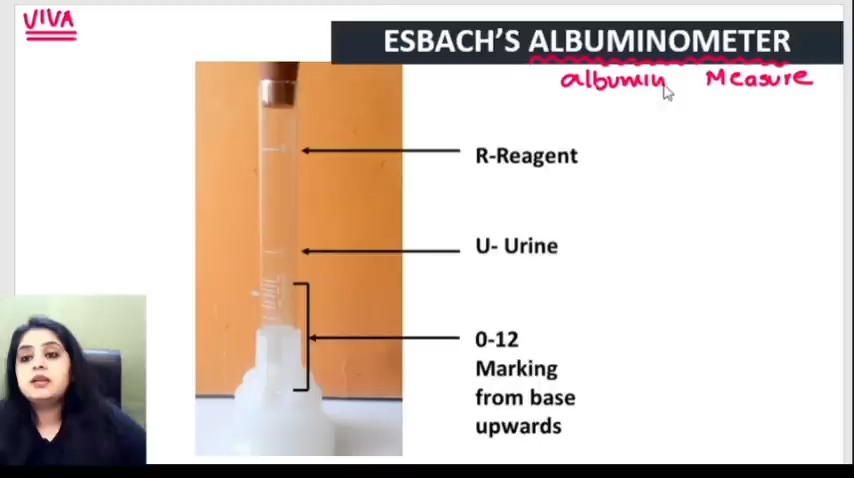 VIVA
ESBACH'S ALBUMINOMETER
albumin Measure
R-Reagent
U- Urine
0-12
Marking
from base
upwards